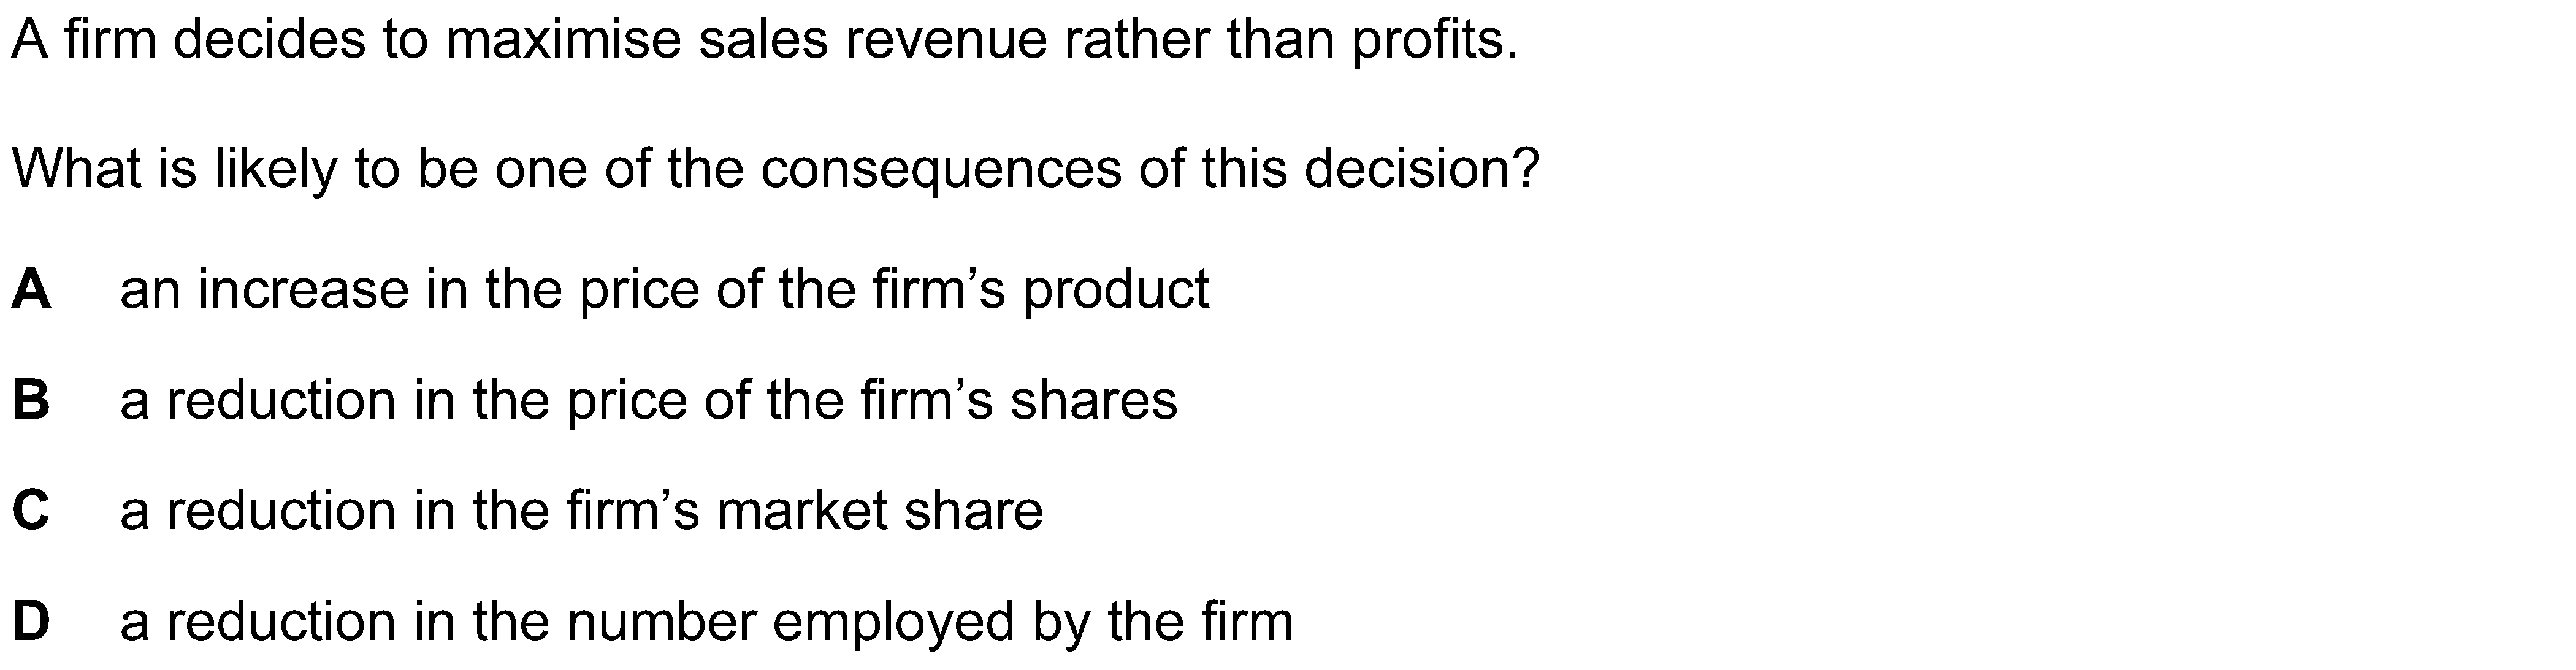 A firm decides to maximise sales revenue rather than profits.
What is likely to be one of the consequences of this decision?
A an increase in the price of the firm’s product
B a reduction in the price of the firm’s shares
C a reduction in the firm’s market share
D a reduction in the number employed by the firm